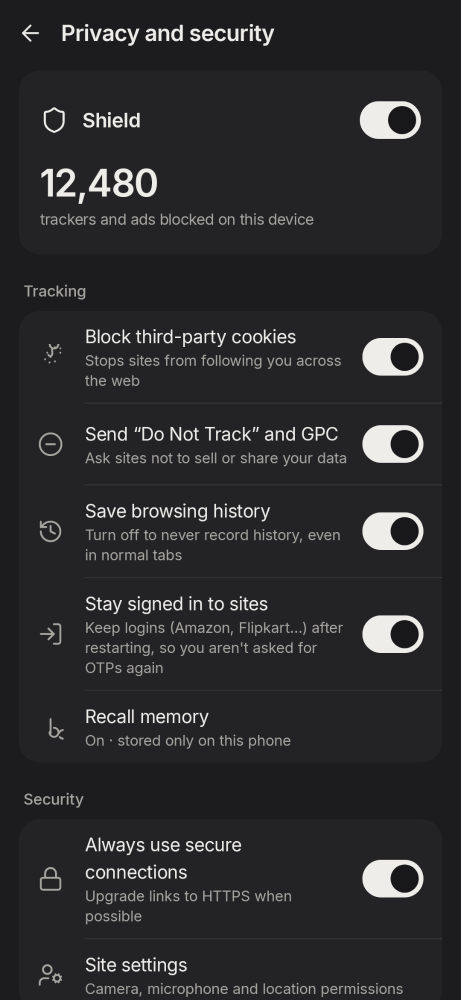 Privacy and security
Shield
12,480
trackers and ads blocked on this device
Tracking
Block third-party cookies
Stops sites from following you across
the web
Send “Do Not Track” and GPC
Ask sites not to sell or share your data
Save browsing history
Turn off to never record history, even
in normal tabs
Stay signed in to sites
Keep logins (Amazon, Flipkart…) after
restarting, so you aren't asked for
OTPs again
Recall memory
On · stored only on this phone
Security
Always use secure
connections
Upgrade links to HTTPS when
possible
Site settings
Camera, microphone and location permissions